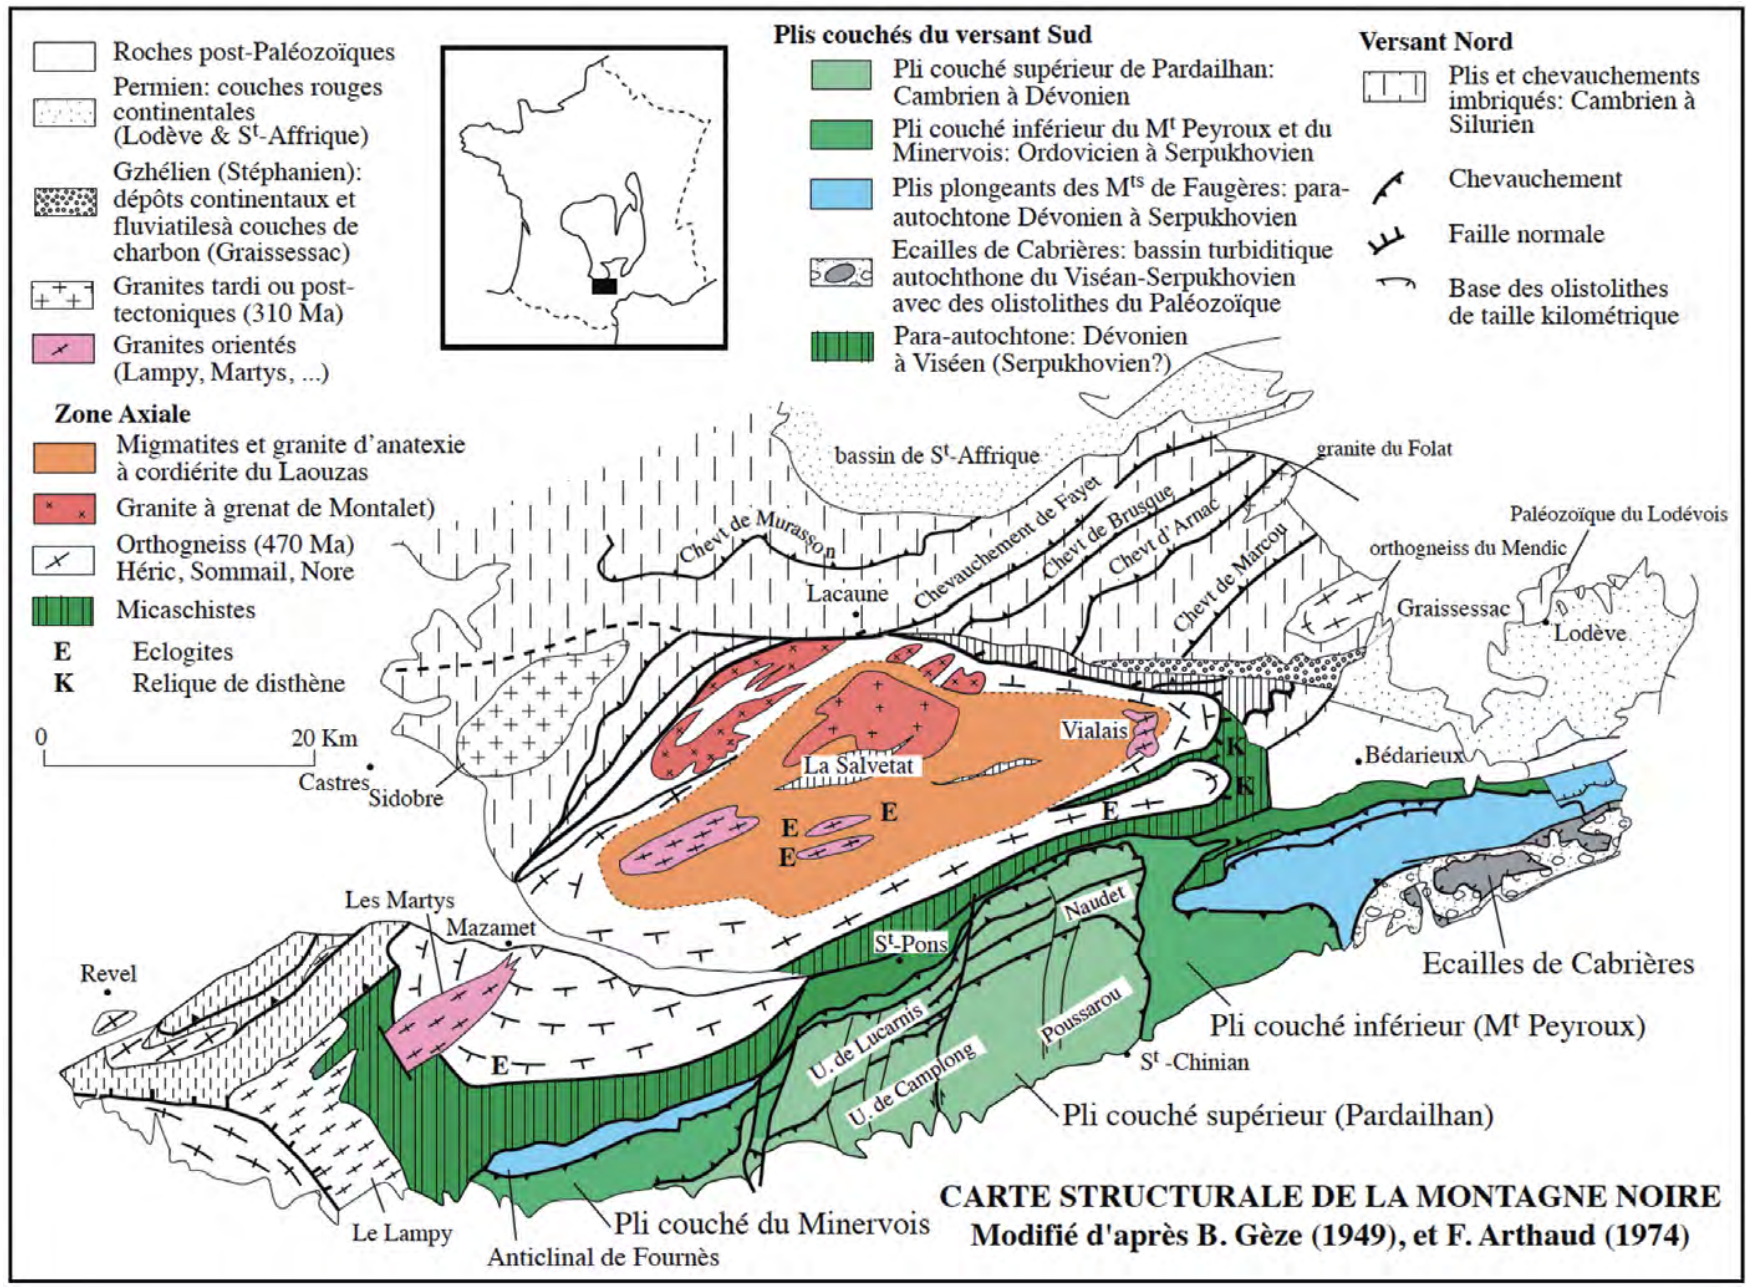 Roches post-Paléozoïques
Permien: couches rouges
continentales
(Lodève & Sᵗ-Affrique)
Gzhélien (Stéphanien):
dépôts continentaux et
fluviatilesà couches de
charbon (Graissessac)
Granites tardi ou post-
tectoniques (310 Ma)
Granites orientés
(Lampy, Martys, ...)
Zone Axiale
Migmatites et granite d'anatexie
à cordiérite du Laouzas
Granite à grenat de Montalet)
Orthogneiss (470 Ma)
Héric, Sommail, Nore
Micaschistes
E Eclogites
K Relique de disthène
0 20 Km
Plis couchés du versant Sud
Pli couché supérieur de Pardailhan:
Cambrien à Dévonien
Pli couché inférieur du Mᵗ Peyroux et du
Minervois: Ordovicien à Serpukhovien
Plis plongeants des Mᵗˢ de Faugères: para-
autochtone Dévonien à Serpukhovien
Ecailles de Cabrières: bassin turbiditique
autochthone du Viséan-Serpukhovien
avec des olistolithes du Paléozoïque
Para-autochtone: Dévonien
à Viséen (Serpukhovien?)
Versant Nord
Plis et chevauchements
imbriqués: Cambrien à
Silurien
Chevauchement
Faille normale
Base des olistolithes
de taille kilométrique
bassin de Sᵗ-Affrique
granite du Folat
Paléozoïque du Lodévois
orthogneiss du Mendic
Chevᵗ de Murasson
Chevauchement de Fayet
Chevᵗ de Brusque
Chevᵗ d'Arnac
Chevᵗ de Marcou
Lacaune
Graissessac
Lodève
Castres
Sidobre
Vialais
La Salvetat
K
K
Bédarieux
E
E
E
E
Les Martys
Mazamet
Revel
Sᵗ-Pons
Naudet
Ecailles de Cabrières
Poussarou
U. de Lucarnis
U. de Camplong
E
Pli couché inférieur (Mᵗ Peyroux)
Sᵗ -Chinian
Pli couché supérieur (Pardailhan)
Le Lampy
Pli couché du Minervois
Anticlinal de Fournès
CARTE STRUCTURALE DE LA MONTAGNE NOIRE
Modifié d'après B. Gèze (1949), et F. Arthaud (1974)